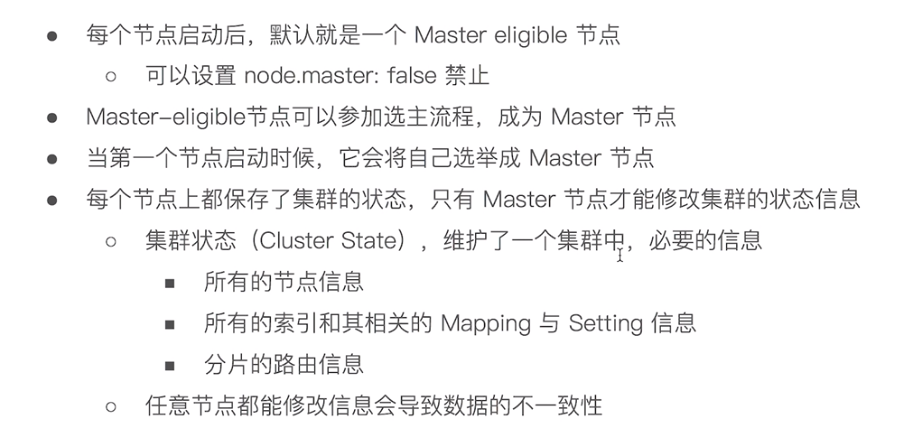 每个节点启动后，默认就是一个 Master eligible 节点
可以设置 node.master: false 禁止
Master-eligible节点可以参加选主流程，成为 Master 节点
当第一个节点启动时候，它会将自己选举成 Master 节点
每个节点上都保存了集群的状态，只有 Master 节点才能修改集群的状态信息
集群状态（Cluster State），维护了一个集群中，必要的信息
所有的节点信息
所有的索引和其相关的 Mapping 与 Setting 信息
分片的路由信息
任意节点都能修改信息会导致数据的不一致性